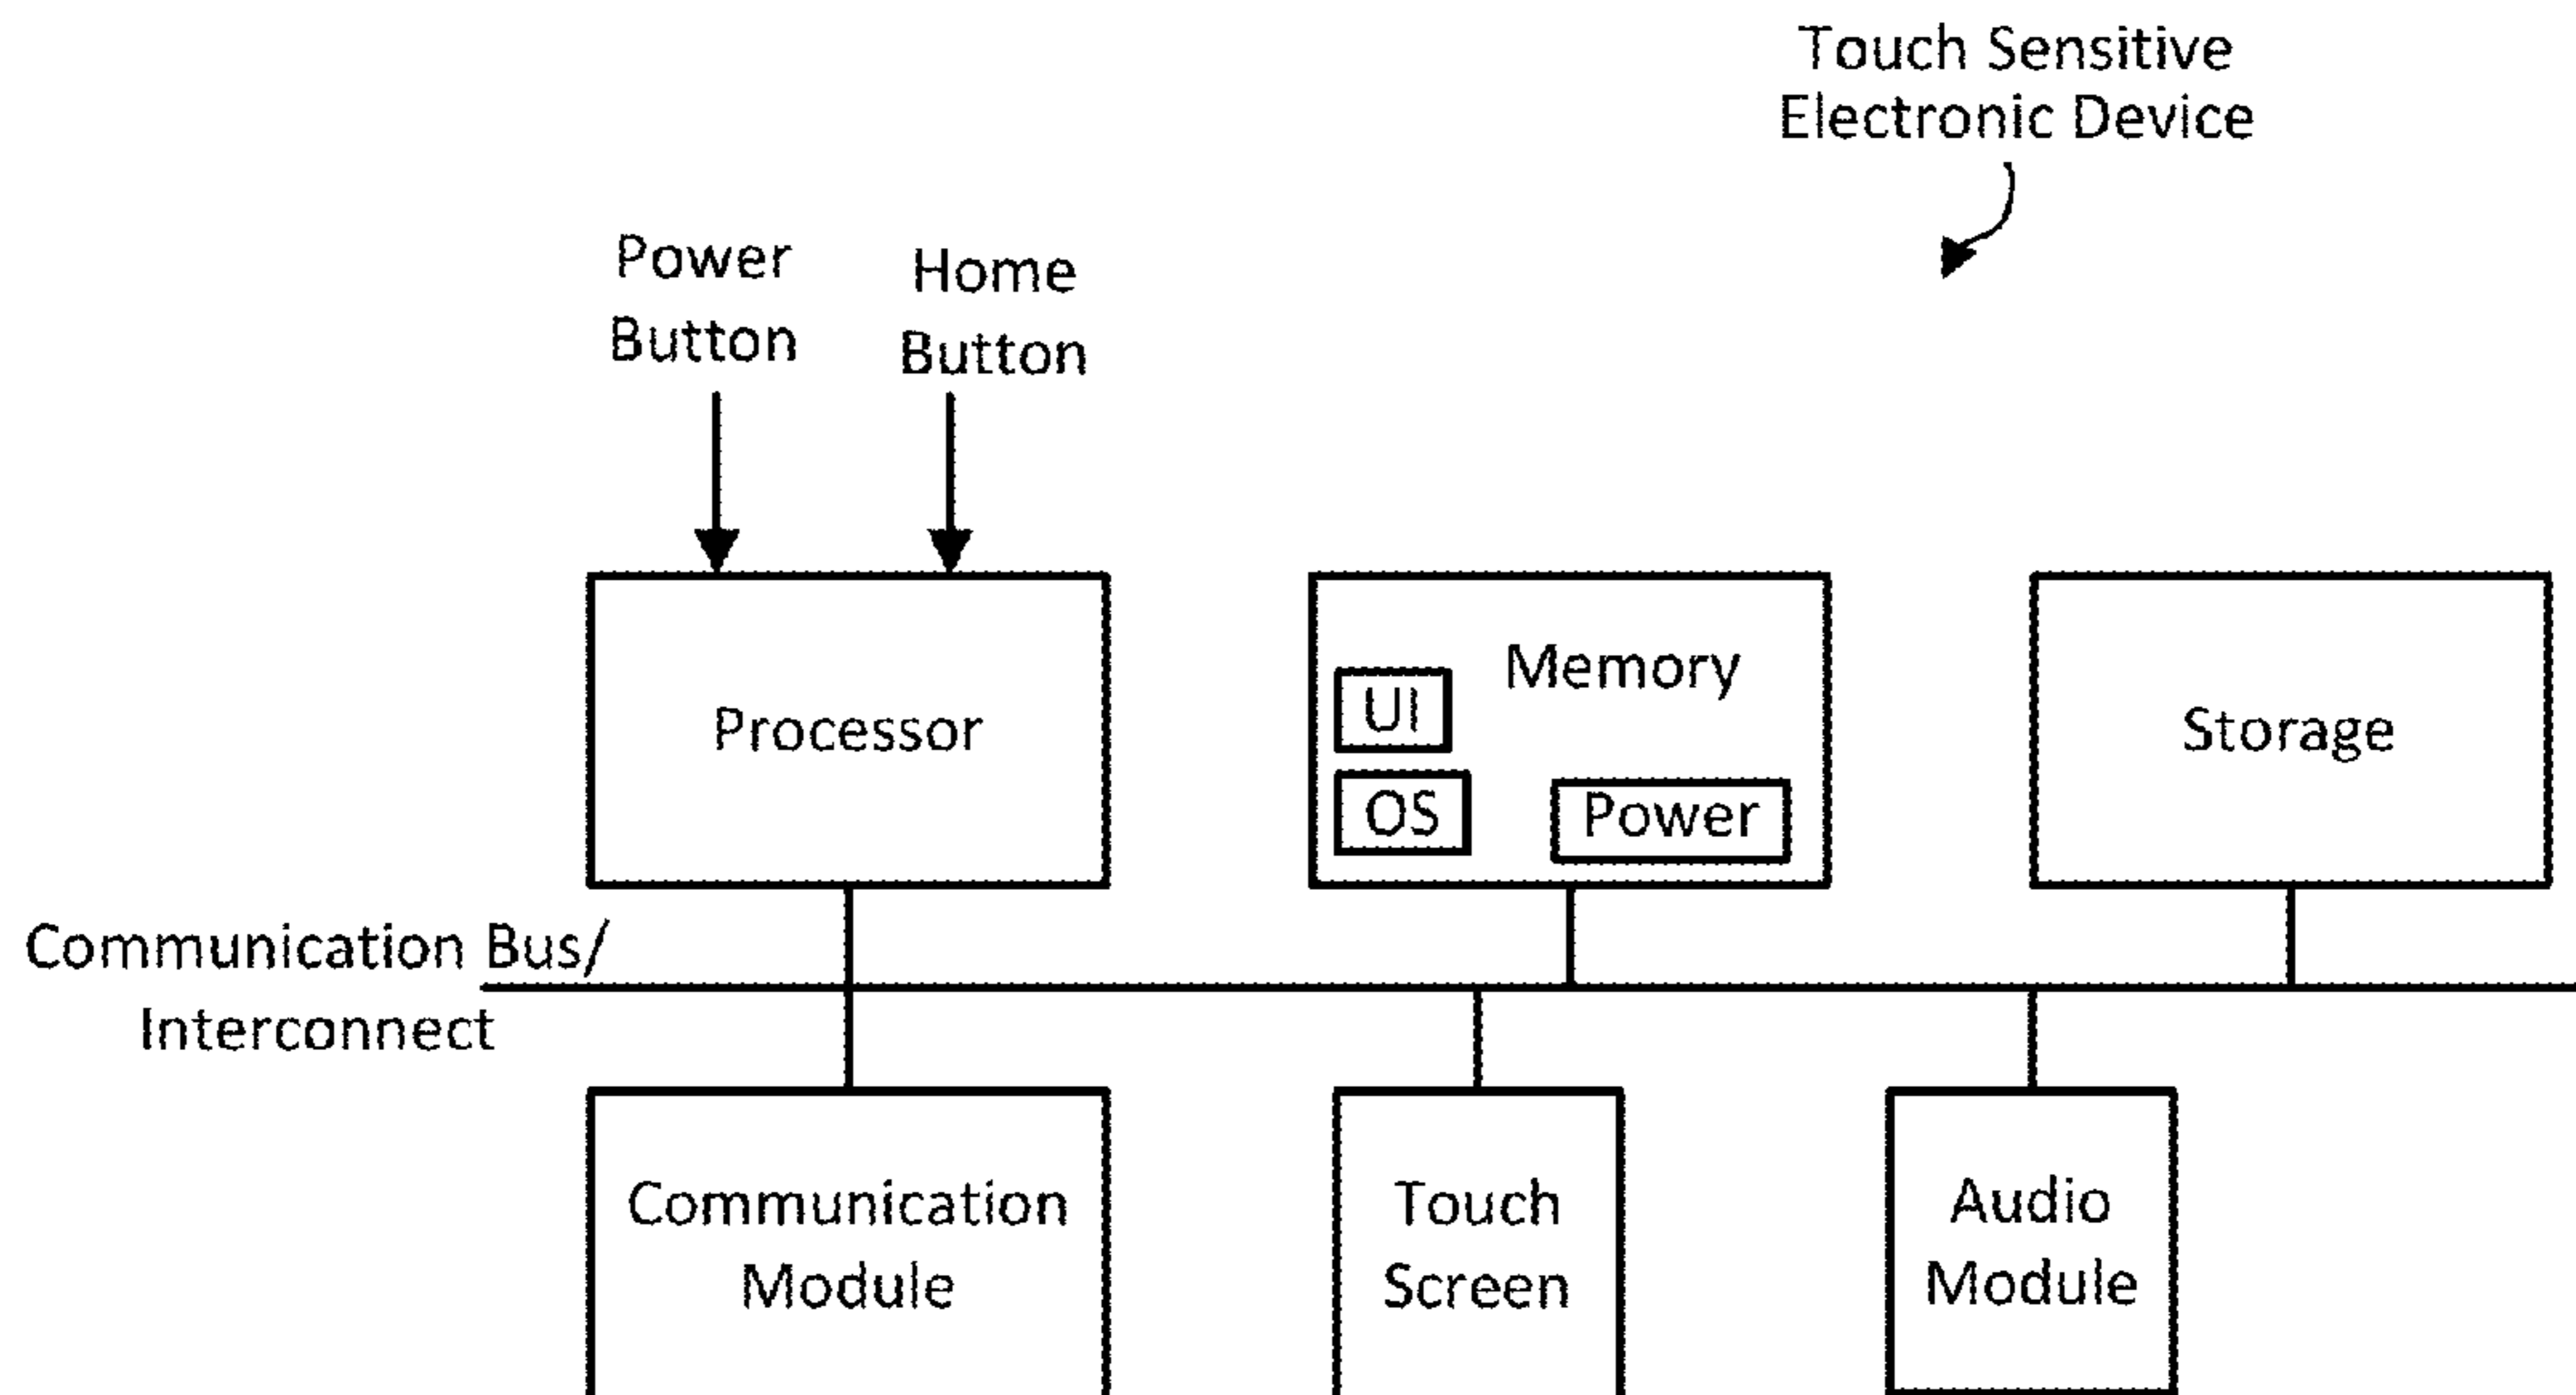 Touch Sensitive
Electronic Device
Power
Button
Home
Button
Processor
Memory
UI
OS
Power
Storage
Communication Bus/
Interconnect
Communication
Module
Touch
Screen
Audio
Module